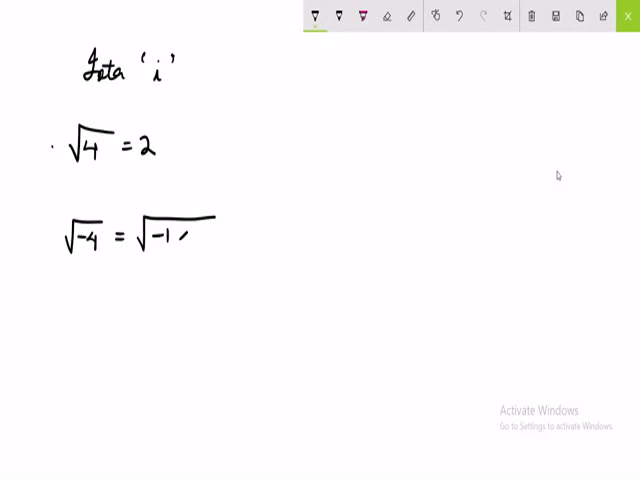 Iota 'i'
√4 = 2
√-4 = √-1 ×
Activate Windows
Go to Settings to activate Windows.